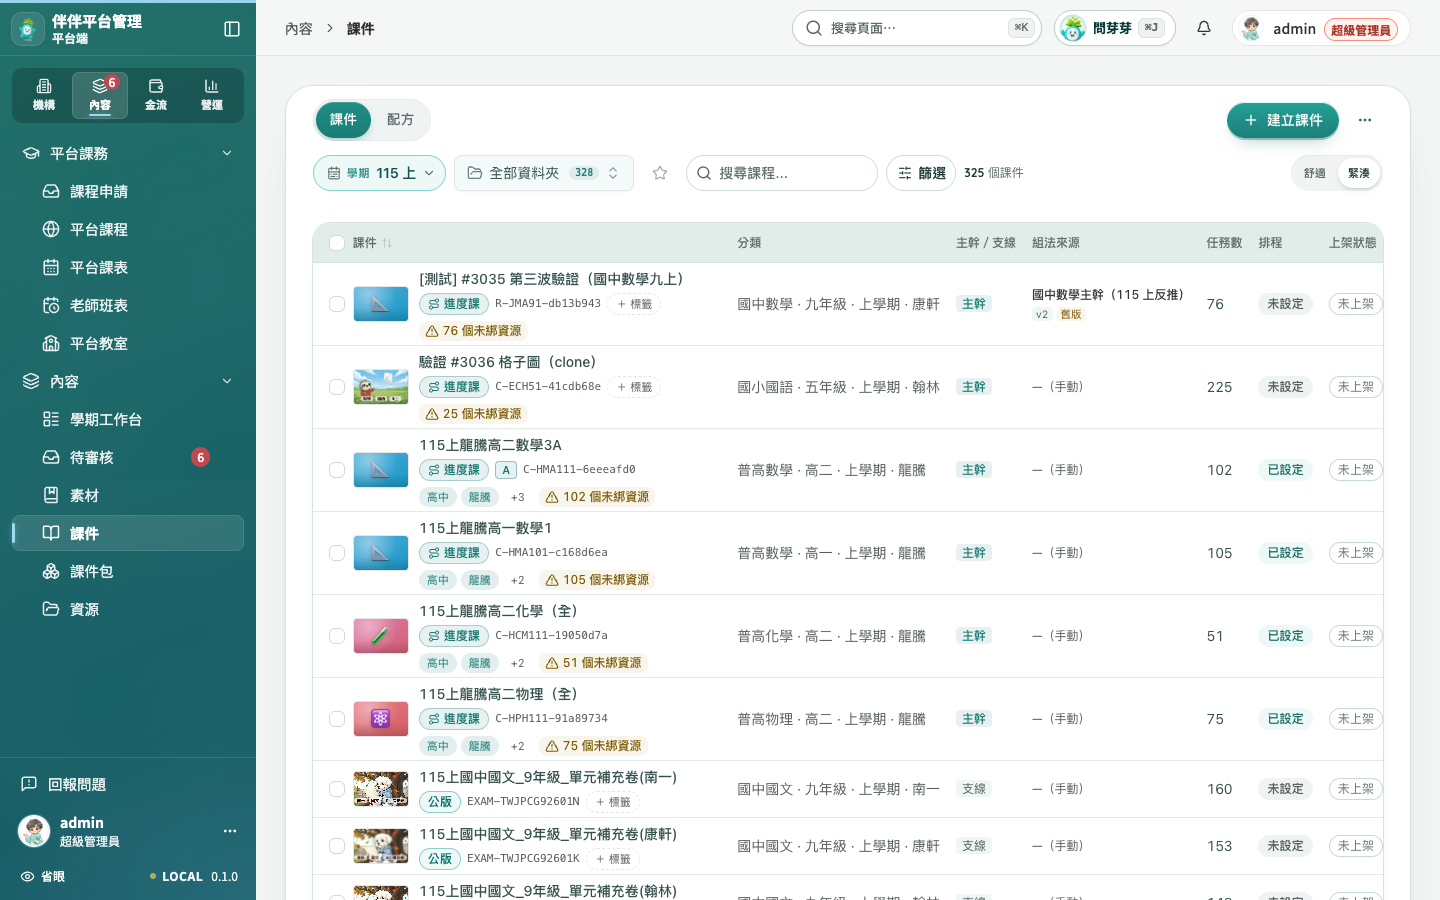 伴伴平台管理
平台端
機構
內容
6
金流
營運
平台課務
課程申請
平台課程
平台課表
老師班表
平台教室
內容
學期工作台
待審核
6
素材
課件
課件包
資源
回報問題
admin
超級管理員
省眼
LOCAL 0.1.0
內容 > 課件
搜尋頁面… ⌘K
問芽芽 ⌘J
admin 超級管理員
課件 配方
+ 建立課件
學期 115 上
全部資料夾 328
搜尋課程...
篩選
325 個課件
舒適 緊湊
課件 分類 主幹 / 支線 組法來源 任務數 排程 上架狀態
[測試] #3035 第三波驗證（國中數學九上）
進度課 R-JMA91-db13b943 + 標籤
76 個未綁資源
國中數學 · 九年級 · 上學期 · 康軒 主幹
國中數學主幹（115 上反推）
v2 舊版
76 未設定 未上架
驗證 #3036 格子圖（clone）
進度課 C-ECH51-41cdb68e + 標籤
25 個未綁資源
國小國語 · 五年級 · 上學期 · 翰林 主幹 —（手動） 225 未設定 未上架
115上龍騰高二數學3A
進度課 A C-HMA111-6eeeafd0
高中 龍騰 +3 102 個未綁資源
普高數學 · 高二 · 上學期 · 龍騰 主幹 —（手動） 102 已設定 未上架
115上龍騰高一數學1
進度課 C-HMA101-c168d6ea
高中 龍騰 +2 105 個未綁資源
普高數學 · 高一 · 上學期 · 龍騰 主幹 —（手動） 105 已設定 未上架
115上龍騰高二化學（全）
進度課 C-HCM111-19050d7a
高中 龍騰 +2 51 個未綁資源
普高化學 · 高二 · 上學期 · 龍騰 主幹 —（手動） 51 已設定 未上架
115上龍騰高二物理（全）
進度課 C-HPH111-91a89734
高中 龍騰 +2 75 個未綁資源
普高物理 · 高二 · 上學期 · 龍騰 主幹 —（手動） 75 已設定 未上架
115上國中國文_9年級_單元補充卷(南一)
公版 EXAM-TWJPCG92601N + 標籤
國中國文 · 九年級 · 上學期 · 南一 支線 —（手動） 160 未設定 未上架
115上國中國文_9年級_單元補充卷(康軒)
公版 EXAM-TWJPCG92601K + 標籤
國中國文 · 九年級 · 上學期 · 康軒 支線 —（手動） 153 未設定 未上架
115上國中國文_9年級_單元補充卷(翰林)